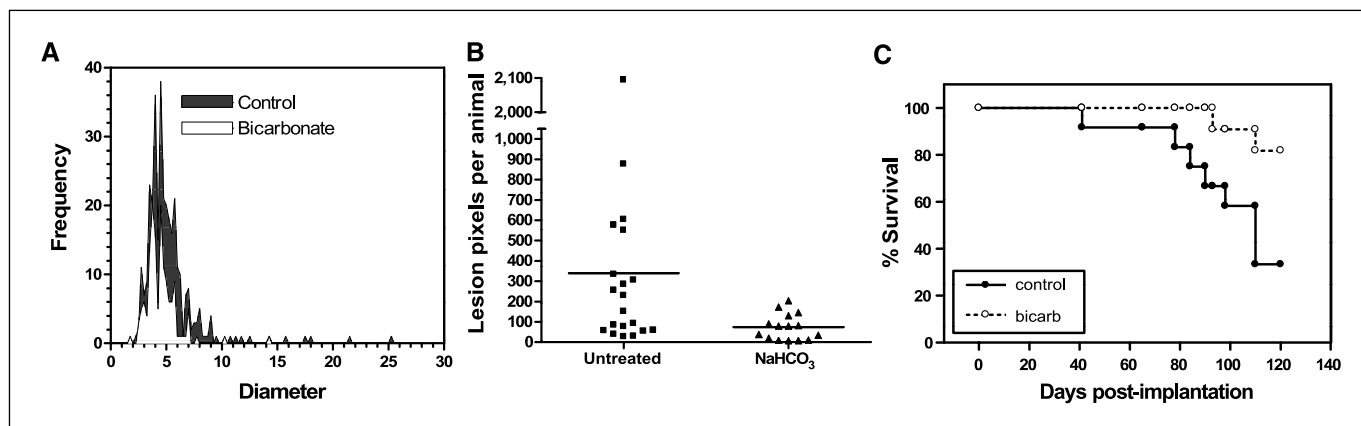 A
40
30
20
10
0
Frequency
0 5 10 15 20 25 30
Diameter
Control
Bicarbonate
B
2,100
2,000
1,000
900
800
700
600
500
400
300
200
100
0
Lesion pixels per animal
Untreated NaHCO3
C
100
80
60
40
20
0
% Survival
control
bicarb
0 20 40 60 80 100 120 140
Days post-implantation